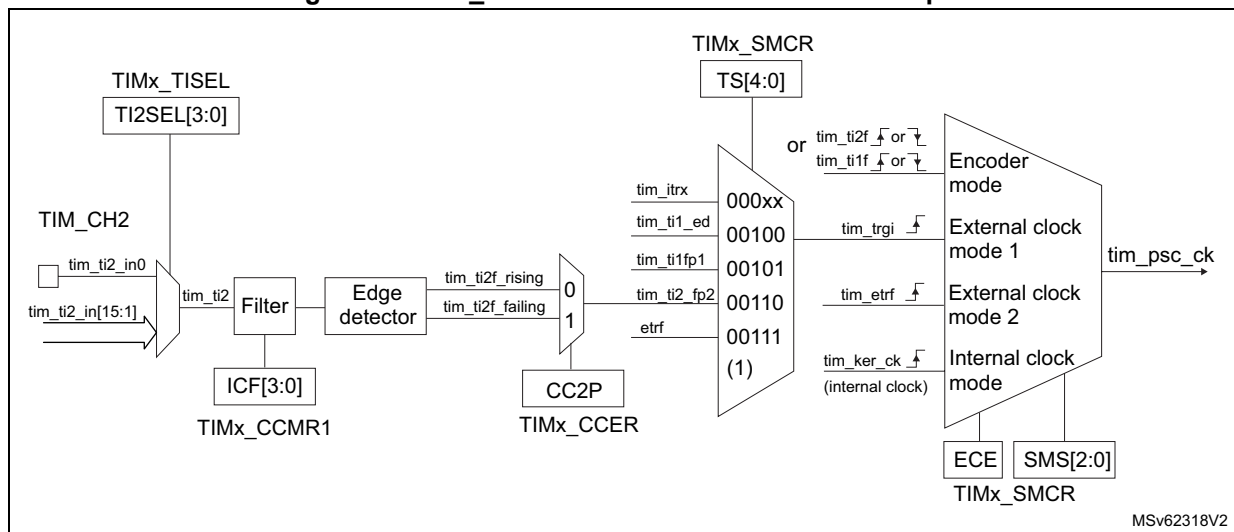 TIMx_SMCR
TS[4:0]
TIMx_TISEL
TI2SEL[3:0]
TIM_CH2
tim_ti2_in0
tim_ti2_in[15:1]
tim_ti2
Filter
ICF[3:0]
TIMx_CCMR1
Edge
detector
tim_ti2f_rising
tim_ti2f_failing
0
1
CC2P
TIMx_CCER
tim_itrx
tim_ti1_ed
tim_ti1fp1
tim_ti2_fp2
etrf
000xx
00100
00101
00110
00111
(1)
or tim_ti2f or
tim_ti1f or
Encoder
mode
tim_trgi
External clock
mode 1
tim_etrf
External clock
mode 2
tim_ker_ck
(internal clock)
Internal clock
mode
tim_psc_ck
ECE
SMS[2:0]
TIMx_SMCR
MSv62318V2